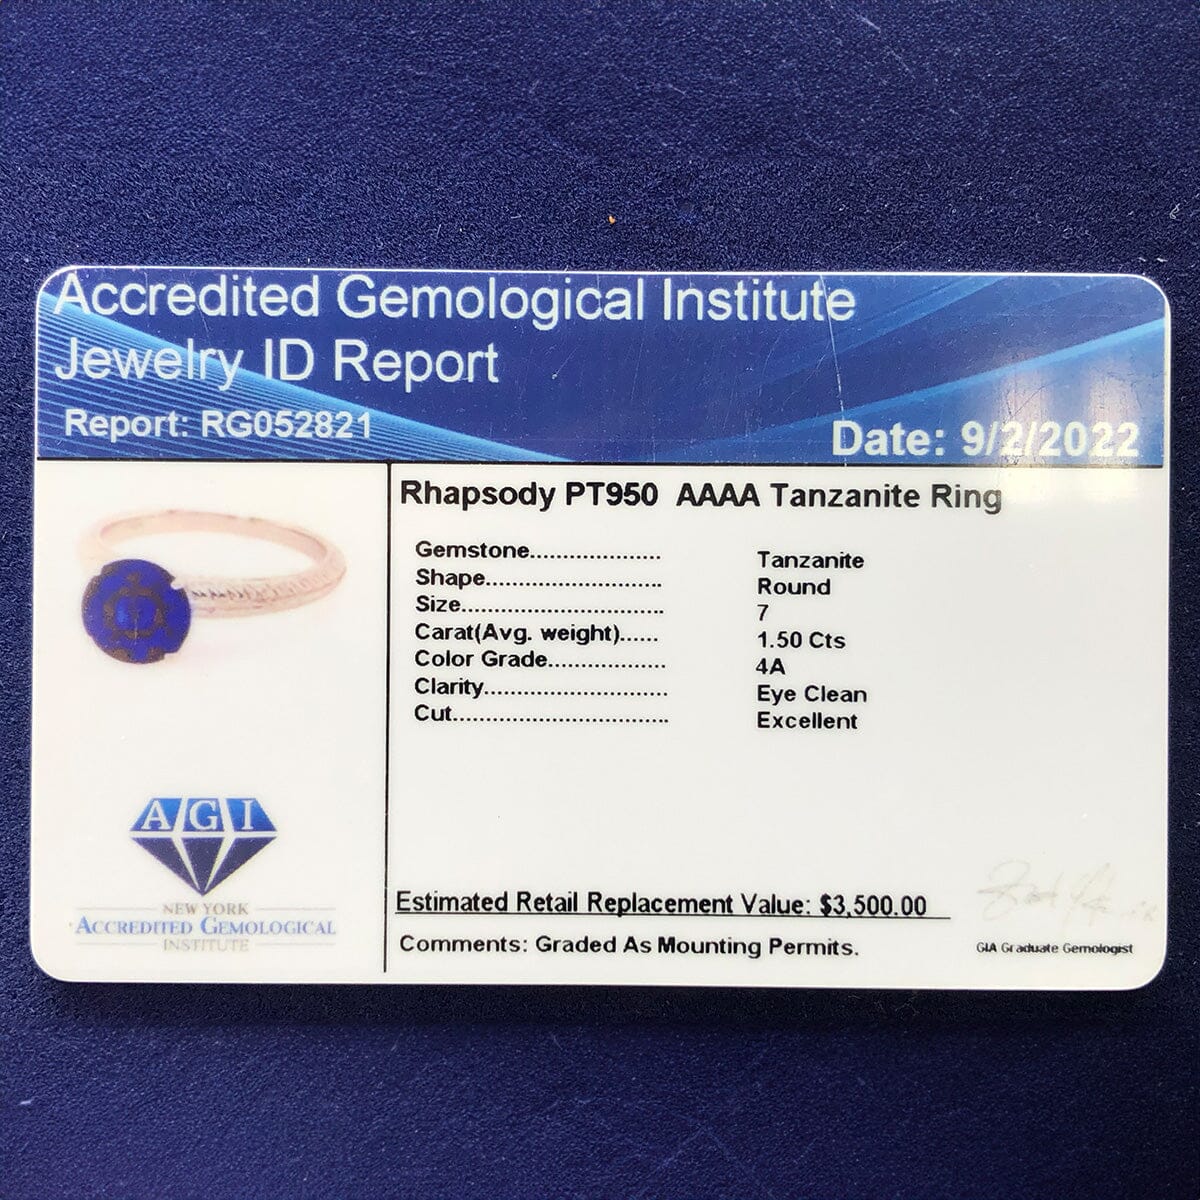 Accredited Gemological Institute
Jewelry ID Report
Report: RG052821
Date: 9/2/2022
Rhapsody PT950 AAAA Tanzanite Ring
Gemstone.................... Tanzanite
Shape........................... Round
Size............................... 7
Carat(Avg. weight)...... 1.50 Cts
Color Grade.................. 4A
Clarity............................ Eye Clean
Cut................................. Excellent
AGI
NEW YORK
ACCREDITED GEMOLOGICAL
INSTITUTE
Estimated Retail Replacement Value: $3,500.00
Comments: Graded As Mounting Permits.
GIA Graduate Gemologist